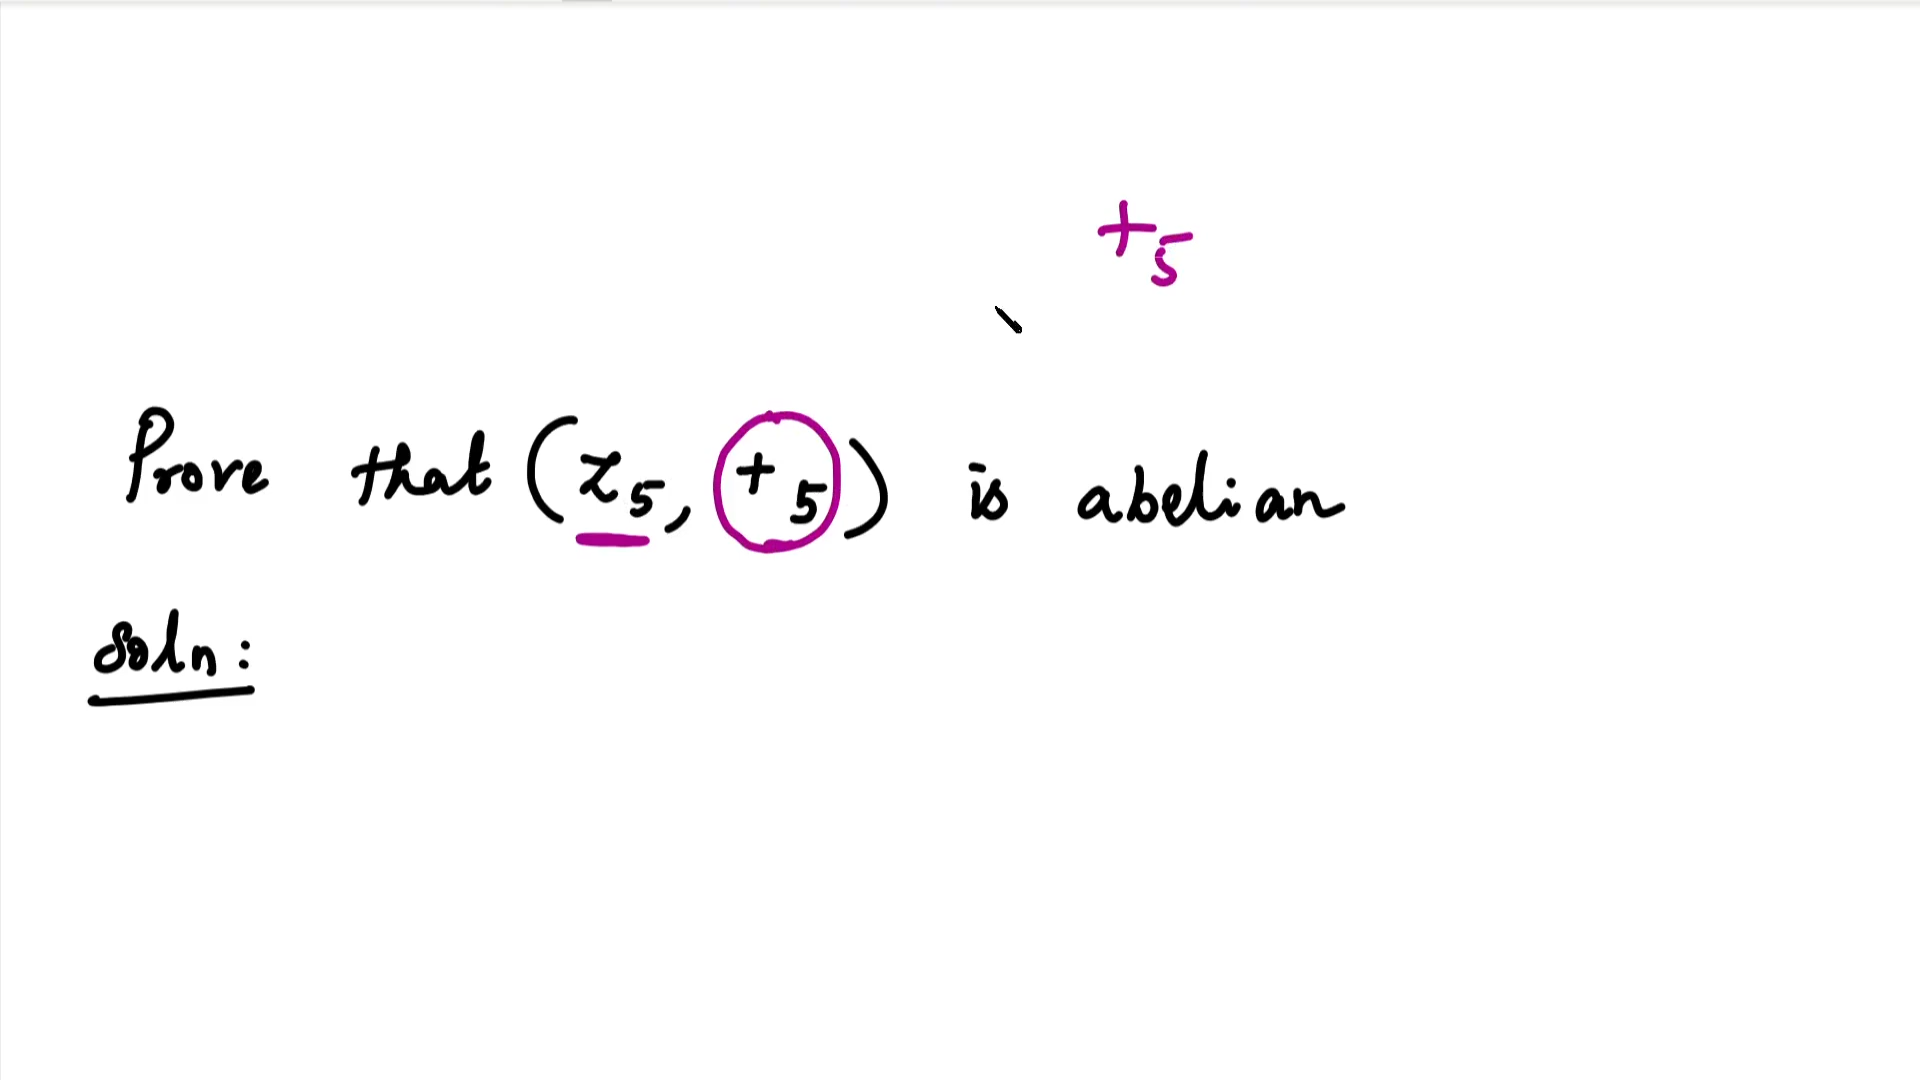 +5
Prove that (Z5, +5) is abelian
Soln: